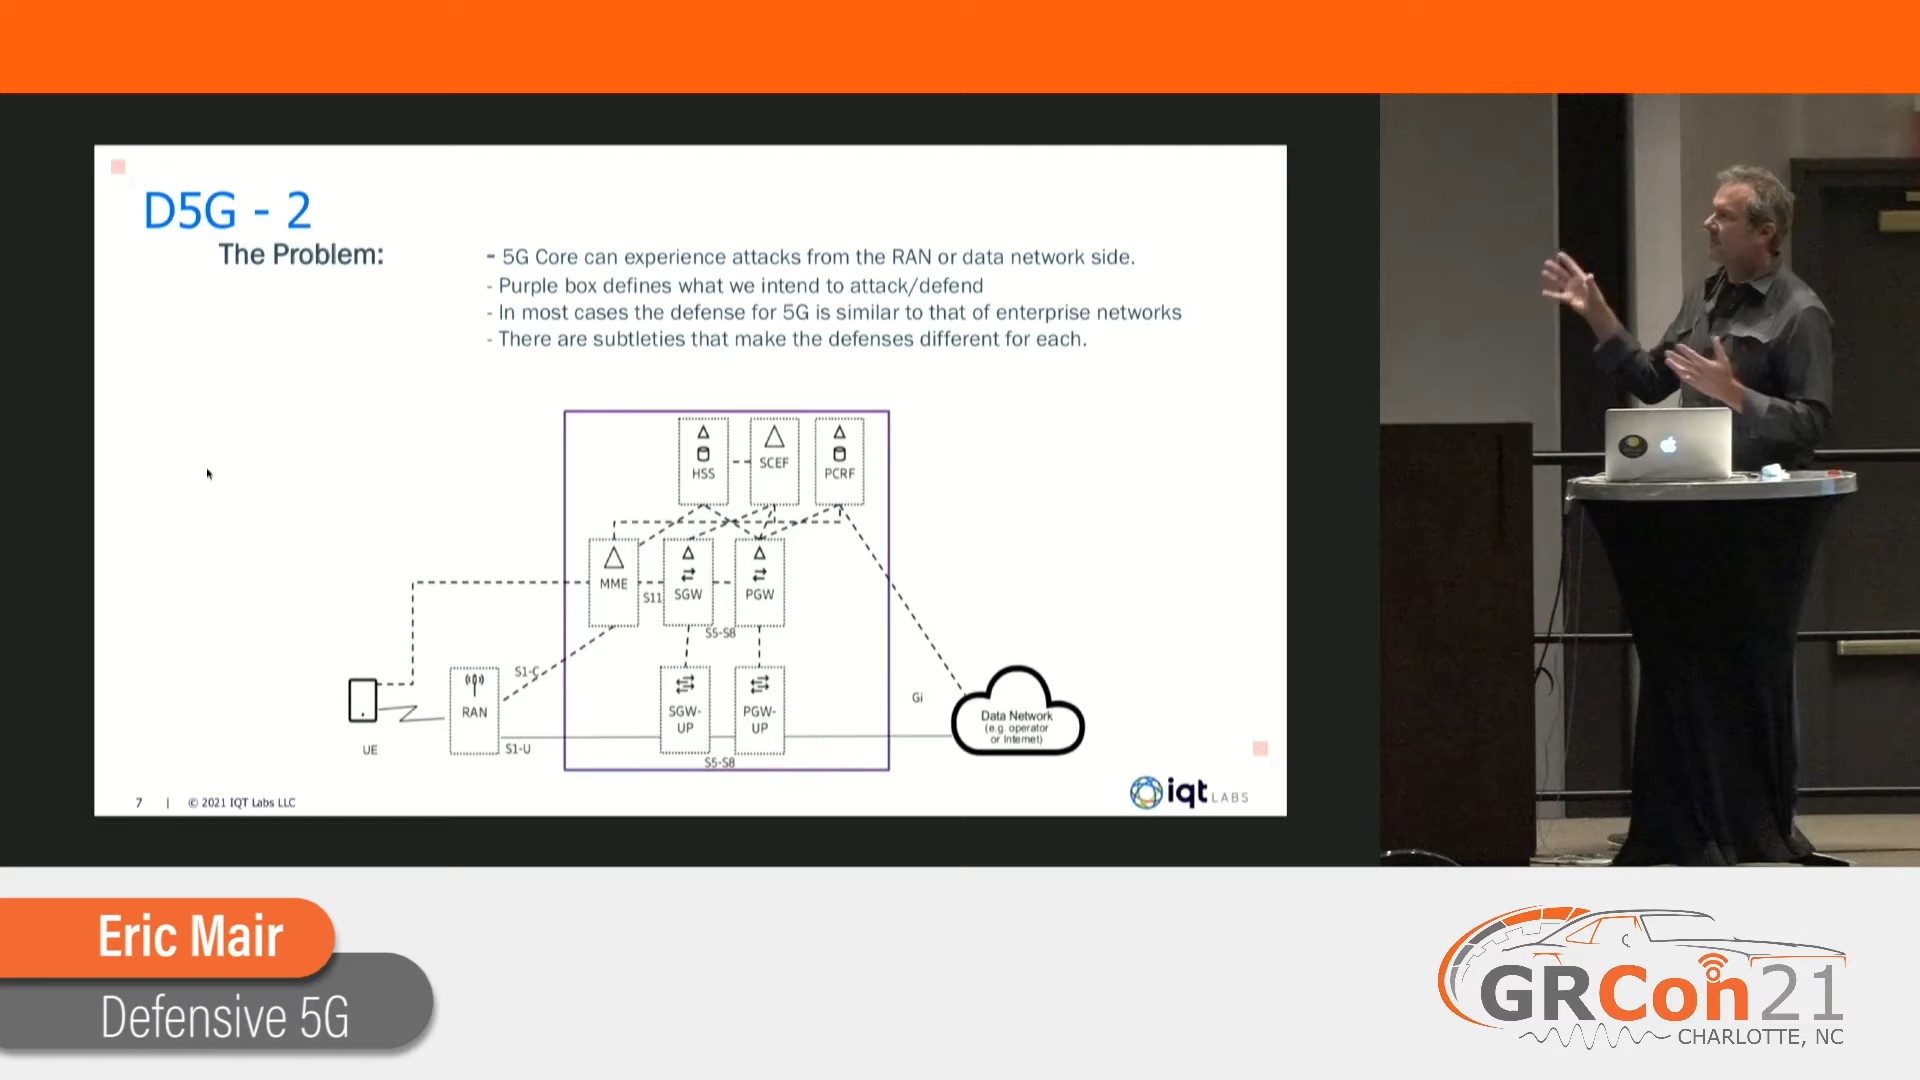 D5G - 2
The Problem:
- 5G Core can experience attacks from the RAN or data network side.
- Purple box defines what we intend to attack/defend
- In most cases the defense for 5G is similar to that of enterprise networks
- There are subtleties that make the defenses different for each.
HSS
SCEF
PCRF
MME
S11
SGW
PGW
S5-S8
S1-C
UE
RAN
S1-U
SGW-
UP
PGW-
UP
S5-S8
Gi
Data Network
(e.g. operator
or Internet)
7 | © 2021 IQT Labs LLC
iqt LABS
Eric Mair
Defensive 5G
GRCon21
CHARLOTTE, NC